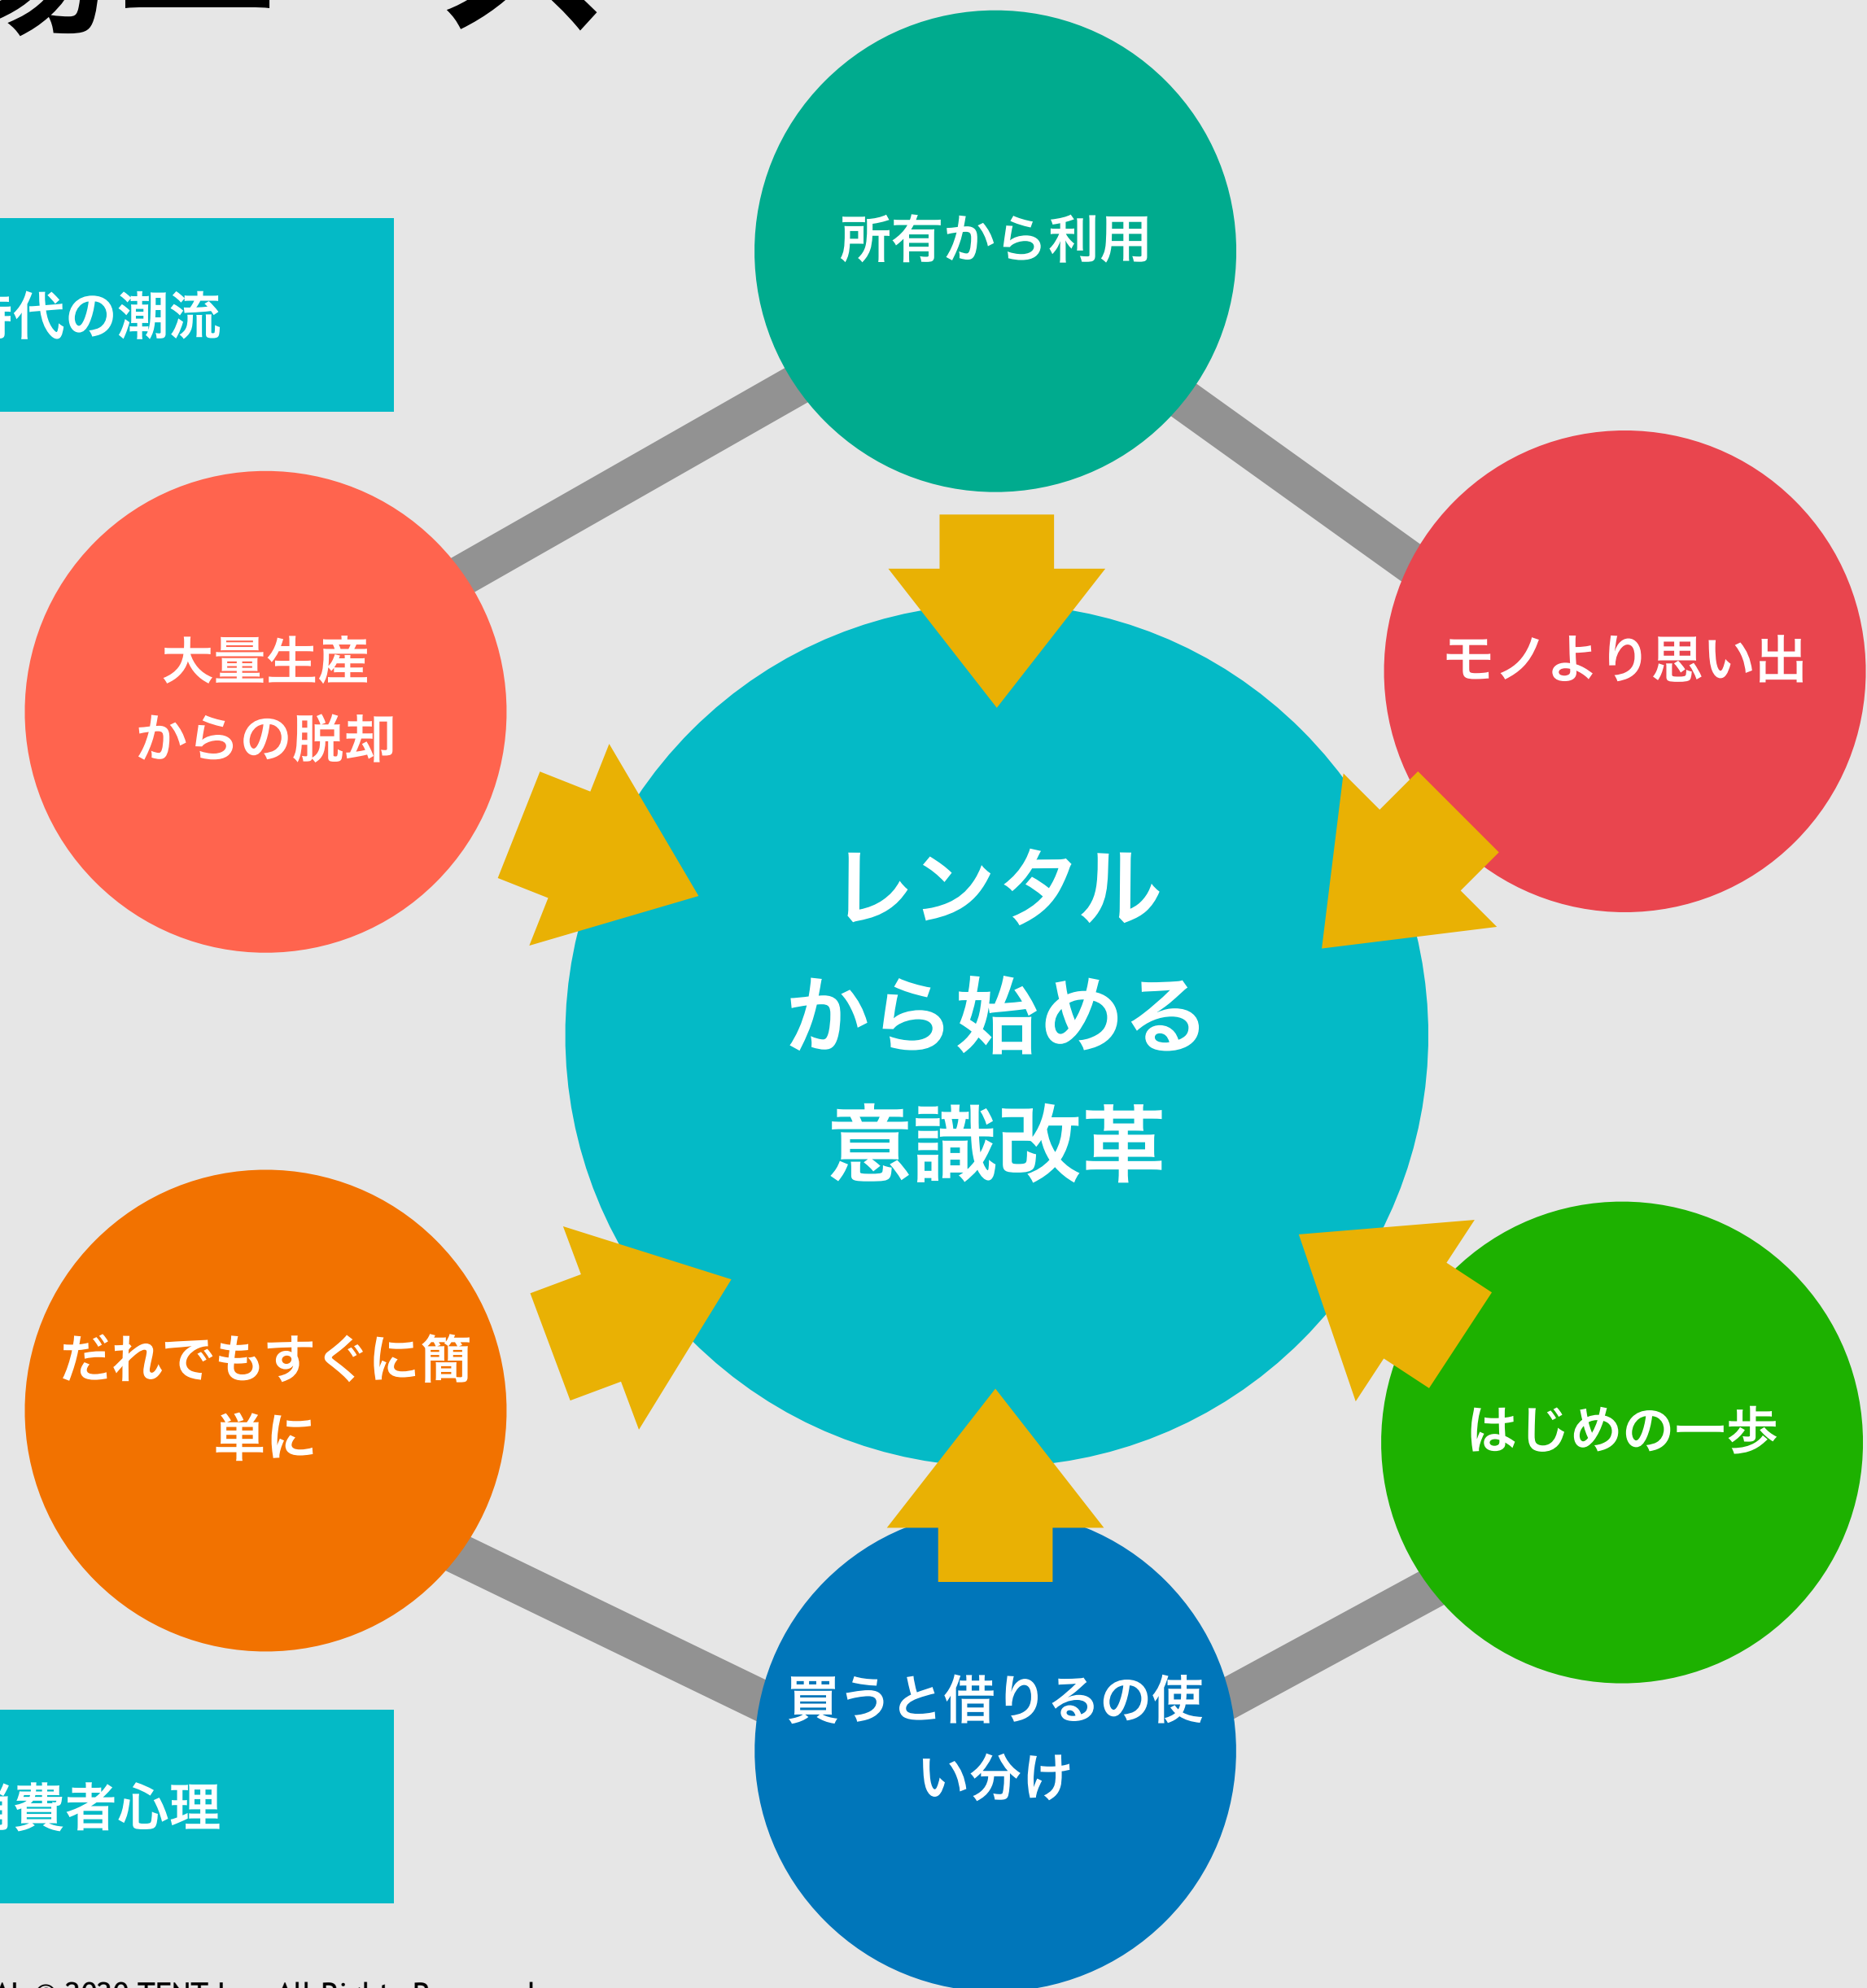 所有から利用
代の潮流
モノより思い出
大量生産
からの脱却
レンタル
から始める
意識改革
だれでもすぐに簡
単に
はじめの一歩
買うと借りるの使
い分け
費者心理